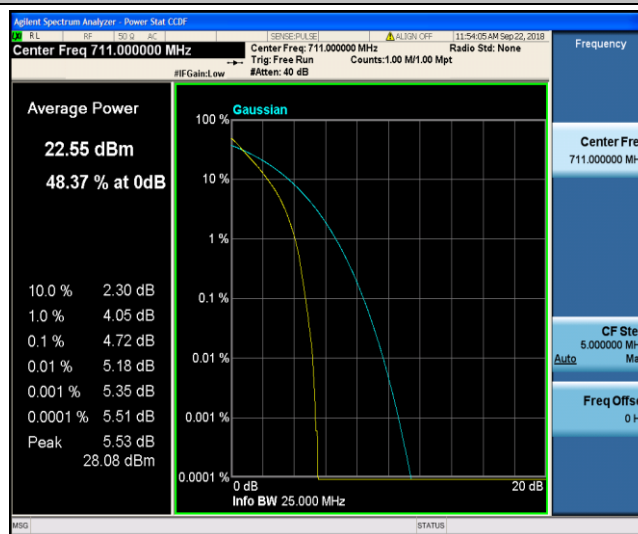 Agilent Spectrum Analyzer - Power Stat CCDF
RL RF 50 Ω AC SENSE:PULSE ALIGN OFF 11:54:05 AM Sep 22, 2018
Center Freq 711.000000 MHz Center Freq: 711.000000 MHz Radio Std: None
Trig: Free Run Counts:1.00 M/1.00 Mpt
#IFGain:Low #Atten: 40 dB
Frequency
Average Power
22.55 dBm
48.37 % at 0dB
10.0 % 2.30 dB
1.0 % 4.05 dB
0.1 % 4.72 dB
0.01 % 5.18 dB
0.001 % 5.35 dB
0.0001 % 5.51 dB
Peak 5.53 dB
28.08 dBm
Gaussian
100 %
10 %
1 %
0.1 %
0.01 %
0.001 %
0.0001 %
0 dB 20 dB
Info BW 25.000 MHz
Center Fre
711.000000 MH
CF Ste
5.000000 MH
Auto Ma
Freq Offse
0 H
MSG STATUS